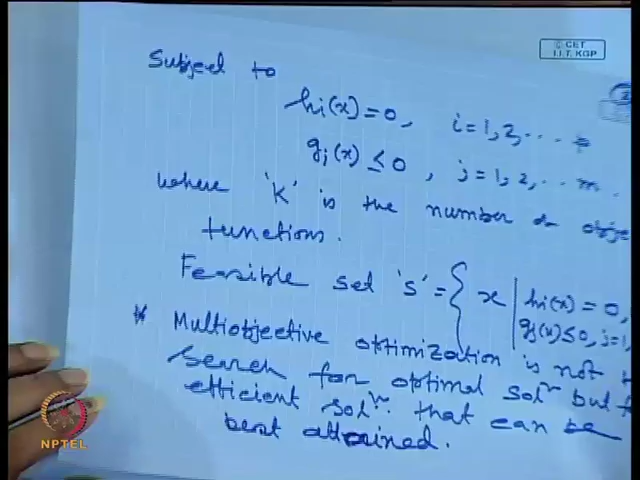 © CET
I.I.T. KGP
Subject to
hi(x) = 0, i = 1, 2, ... p
gj(x) ≤ 0, j = 1, 2, ... m.
where 'K' is the number of obje
functions.
Feasible set 's' = { x | hi(x) = 0,
gj(x) ≤ 0, j = 1,
* Multiobjective optimization is not
search for optimal solⁿ but
efficient solⁿ. that can be
best attained.
NPTEL